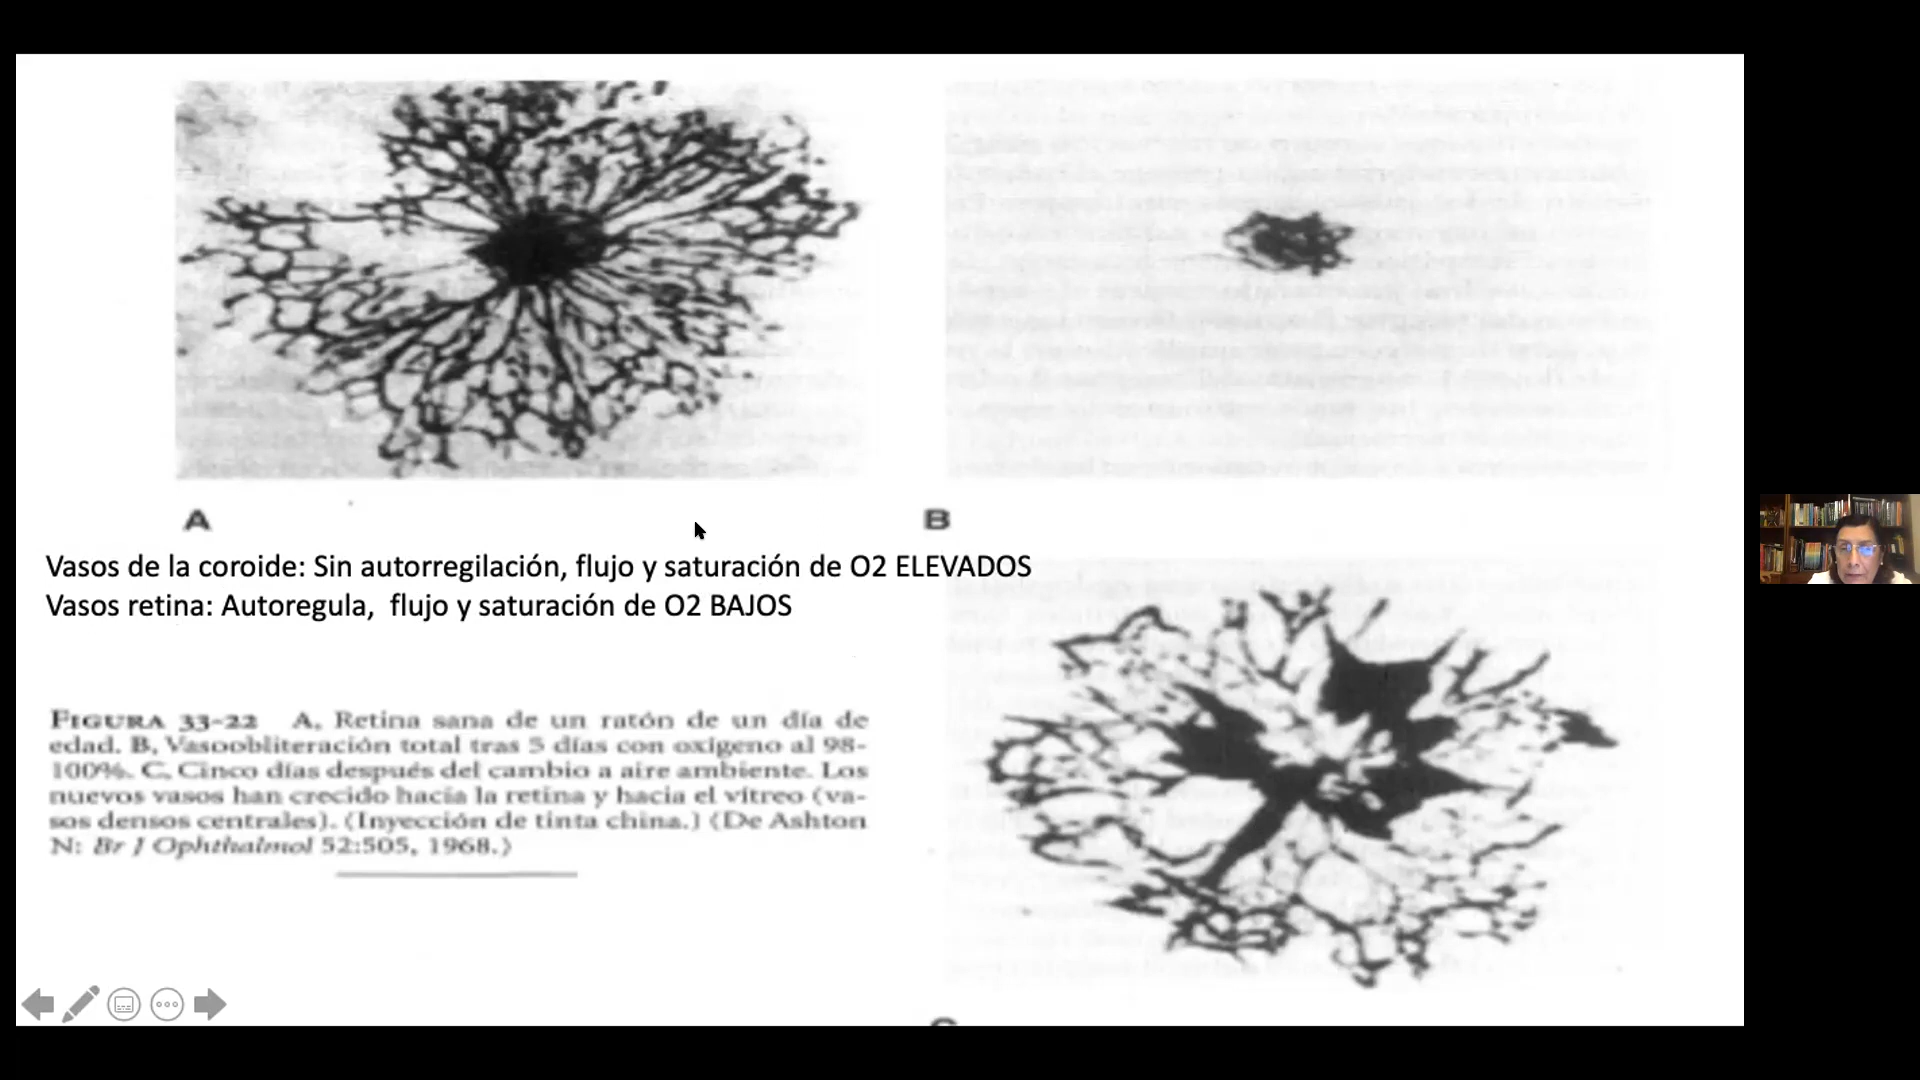 A
B
Vasos de la coroide: Sin autorregilación, flujo y saturación de O2 ELEVADOS
Vasos retina: Autoregula, flujo y saturación de O2 BAJOS
FIGURA 33-22 A, Retina sana de un ratón de un día de
edad. B, Vasoobliteración total tras 5 días con oxígeno al 98-
100%. C, Cinco días después del cambio a aire ambiente. Los
nuevos vasos han crecido hacia la retina y hacia el vítreo (va-
sos densos centrales). (Inyección de tinta china.) (De Ashton
N: Br J Ophthalmol 52:505, 1968.)